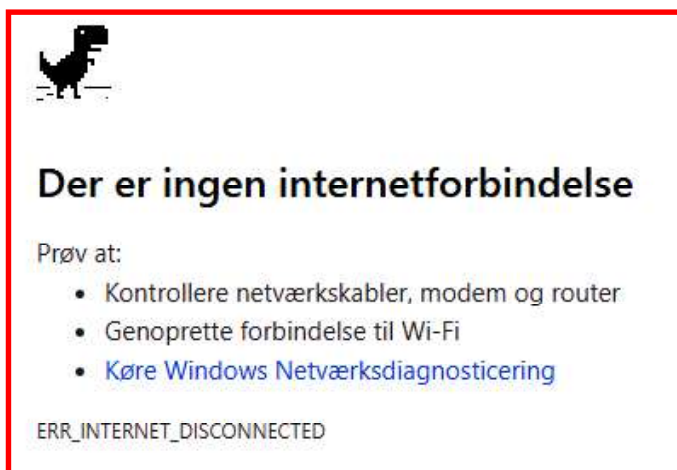 Der er ingen internetforbindelse
Prøv at:
• Kontrollere netværkskabler, modem og router
• Genoprette forbindelse til Wi-Fi
• Køre Windows Netværksdiagnosticering
ERR_INTERNET_DISCONNECTED